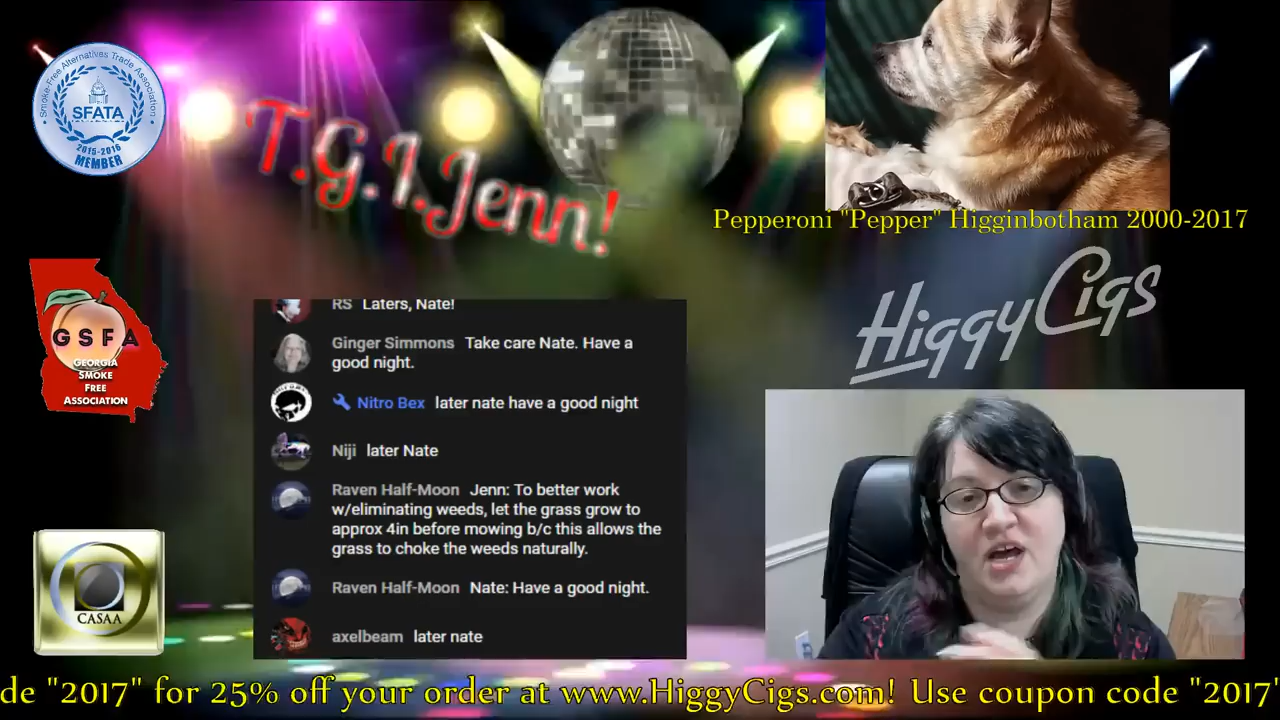 Smoke-Free Alternatives Trade Association
SFATA
2015-2016
MEMBER
T.G.I.Jenn!
Pepperoni "Pepper" Higginbotham 2000-2017
HiggyCigs
GSFA
GEORGIA
SMOKE
FREE
ASSOCIATION
RS Laters, Nate!
Ginger Simmons Take care Nate. Have a
good night.
Nitro Bex later nate have a good night
Niji later Nate
Raven Half-Moon Jenn: To better work
w/eliminating weeds, let the grass grow to
approx 4in before mowing b/c this allows the
grass to choke the weeds naturally.
Raven Half-Moon Nate: Have a good night.
axelbeam later nate
CASAA
de "2017" for 25% off your order at www.HiggyCigs.com! Use coupon code "2017"